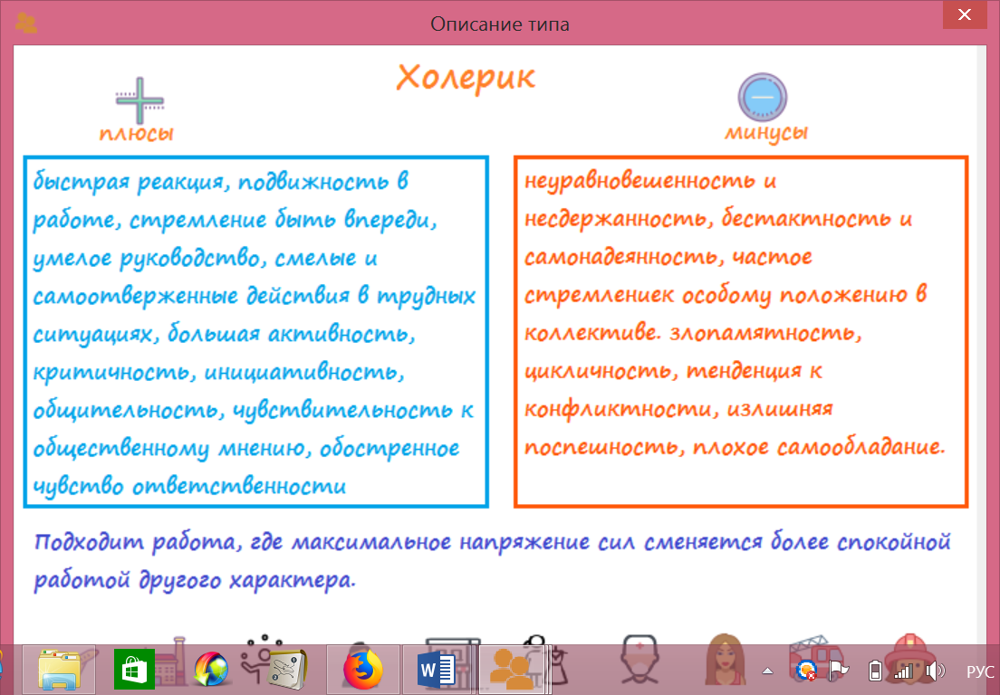 Описание типа
Холерик
плюсы
минусы
быстрая реакция, подвижность в
работе, стремление быть впереди,
умелое руководство, смелые и
самоотверженные действия в трудных
ситуациях, большая активность,
критичность, инициативность,
общительность, чувствительность к
общественному мнению, обостренное
чувство ответственности
неуравновешенность и
несдержанность, бестактность и
самонадеянность, частое
стремлениек особому положению в
коллективе. злопамятность,
цикличность, тенденция к
конфликтности, излишняя
поспешность, плохое самообладание.
Подходит работа, где максимальное напряжение сил сменяется более спокойной
работой другого характера.
РУС